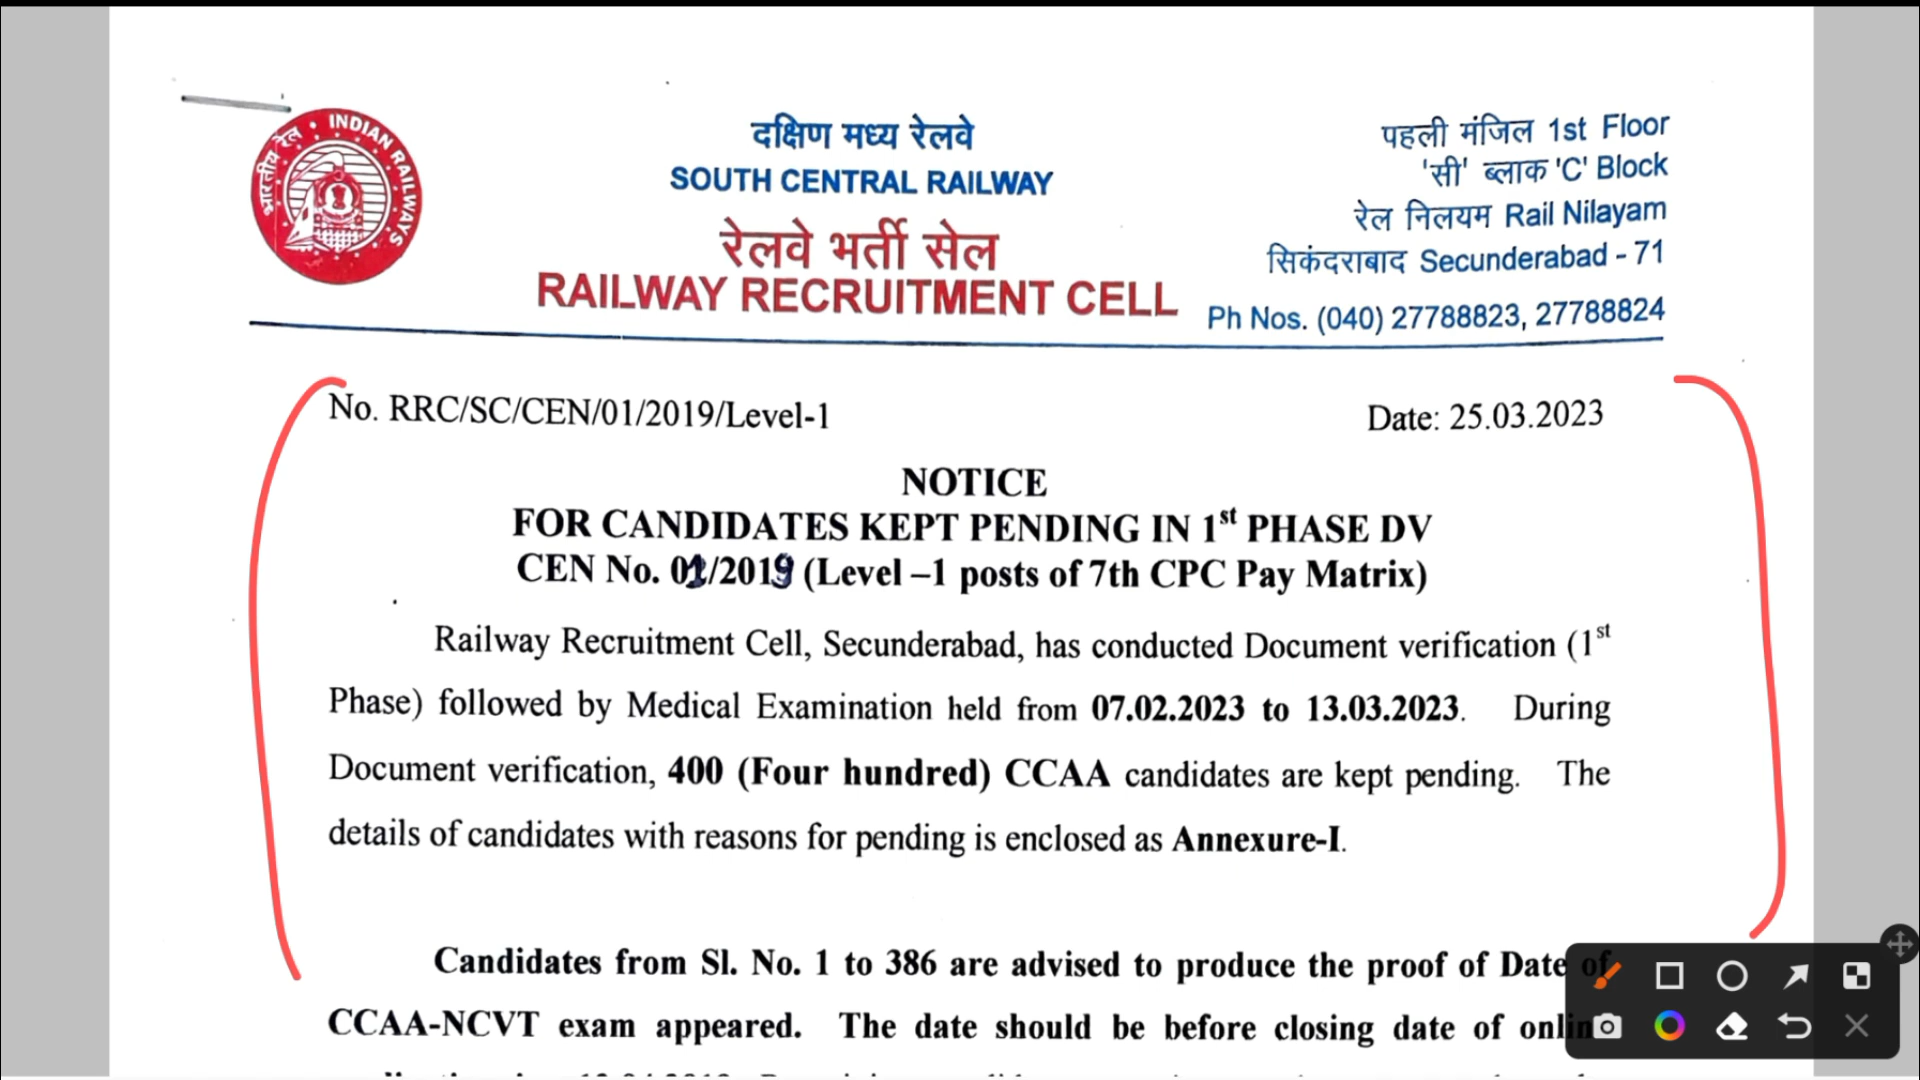 भारतीय रेल • INDIAN RAILWAYS
दक्षिण मध्य रेलवे
SOUTH CENTRAL RAILWAY
रेलवे भर्ती सेल
RAILWAY RECRUITMENT CELL
पहली मंजिल 1st Floor
'सी' ब्लाक 'C' Block
रेल निलयम Rail Nilayam
सिकंदराबाद Secunderabad - 71
Ph Nos. (040) 27788823, 27788824
No. RRC/SC/CEN/01/2019/Level-1
Date: 25.03.2023
NOTICE
FOR CANDIDATES KEPT PENDING IN 1st PHASE DV
CEN No. 01/2019 (Level –1 posts of 7th CPC Pay Matrix)
Railway Recruitment Cell, Secunderabad, has conducted Document verification (1st
Phase) followed by Medical Examination held from 07.02.2023 to 13.03.2023. During
Document verification, 400 (Four hundred) CCAA candidates are kept pending. The
details of candidates with reasons for pending is enclosed as Annexure-I.
Candidates from Sl. No. 1 to 386 are advised to produce the proof of Date of
CCAA-NCVT exam appeared. The date should be before closing date of